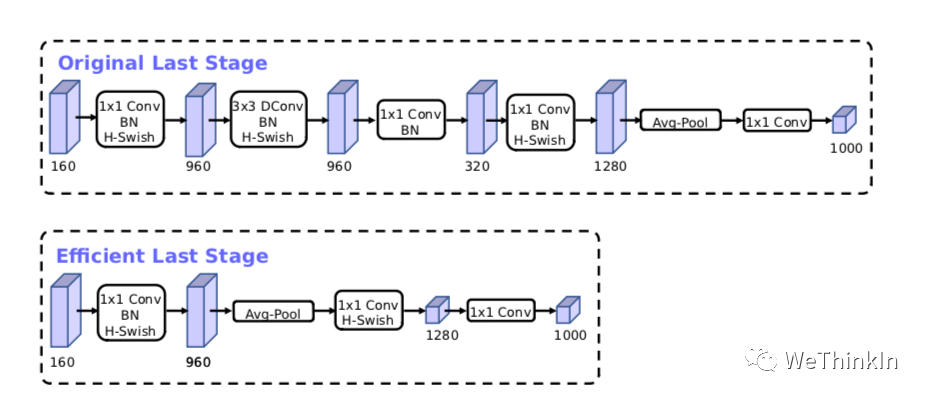 Original Last Stage
1x1 Conv
BN
H-Swish
3x3 DConv
BN
H-Swish
1x1 Conv
BN
1x1 Conv
BN
H-Swish
Avg-Pool
1x1 Conv
160
960
960
320
1280
1000
Efficient Last Stage
1x1 Conv
BN
H-Swish
Avg-Pool
1x1 Conv
H-Swish
1x1 Conv
160
960
1280
1000
WeThinkIn